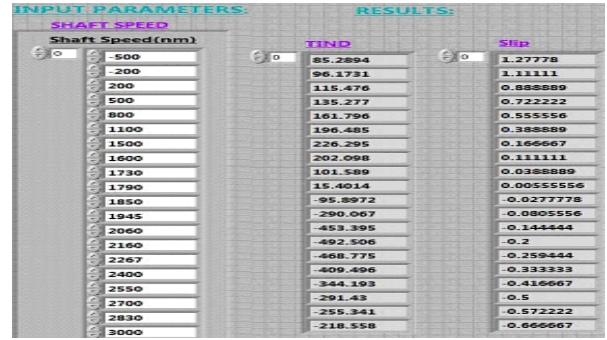 INPUT PARAMETERS: RESULTS:
SHAFT SPEED
Shaft Speed(nm) TIND Slip
0 -500 0 85.2894 0 1.27778
-200 96.1731 1.11111
200 115.476 0.888889
500 135.277 0.722222
800 161.796 0.555556
1100 196.485 0.388889
1500 226.295 0.166667
1600 202.098 0.111111
1730 101.589 0.0388889
1790 15.4014 0.00555556
1850 -95.8972 -0.0277778
1945 -290.067 -0.0805556
2060 -453.395 -0.144444
2160 -492.506 -0.2
2267 -468.775 -0.259444
2400 -409.496 -0.333333
2550 -344.193 -0.416667
2700 -291.43 -0.5
2830 -255.341 -0.572222
3000 -218.558 -0.666667